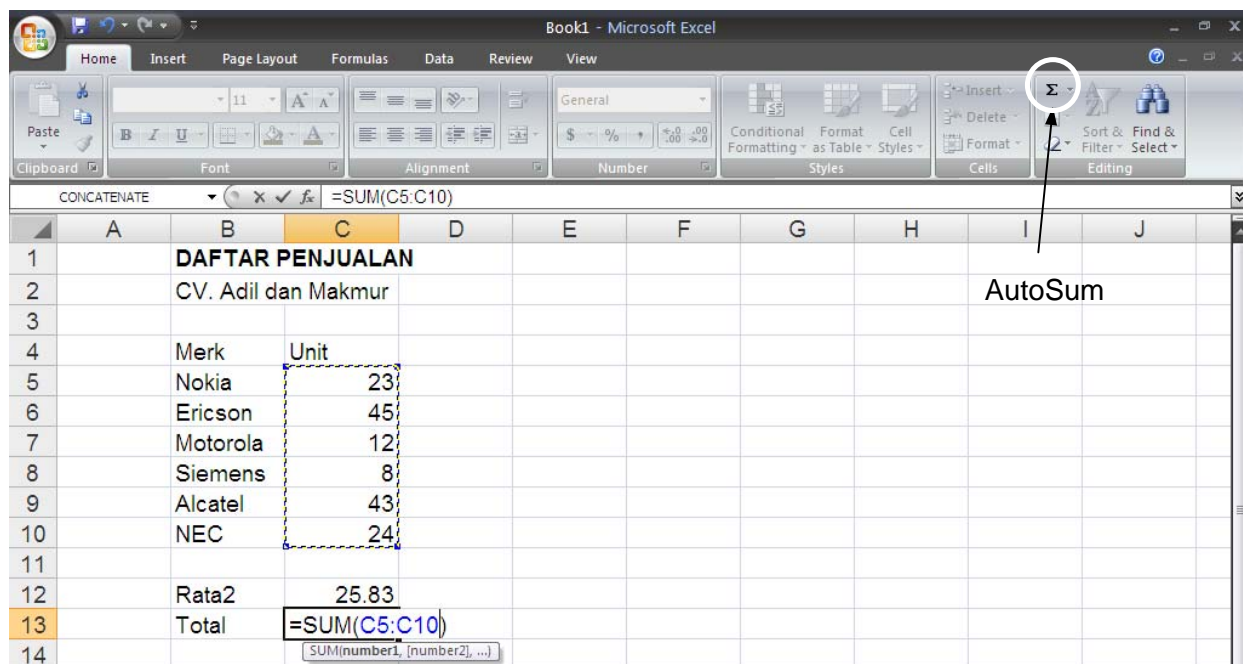 Book1 - Microsoft Excel
Home Insert Page Layout Formulas Data Review View
Paste
11
General
Conditional Formatting
Format as Table
Cell Styles
Insert
Delete
Format
Sort & Filter
Find & Select
Clipboard Font Alignment Number Styles Cells Editing
CONCATENATE fx =SUM(C5:C10)
A B C D E F G H I J
1 DAFTAR PENJUALAN
2 CV. Adil dan Makmur
AutoSum
3
4 Merk Unit
5 Nokia 23
6 Ericson 45
7 Motorola 12
8 Siemens 8
9 Alcatel 43
10 NEC 24
11
12 Rata2 25.83
13 Total =SUM(C5:C10)
SUM(number1, [number2], ...)
14